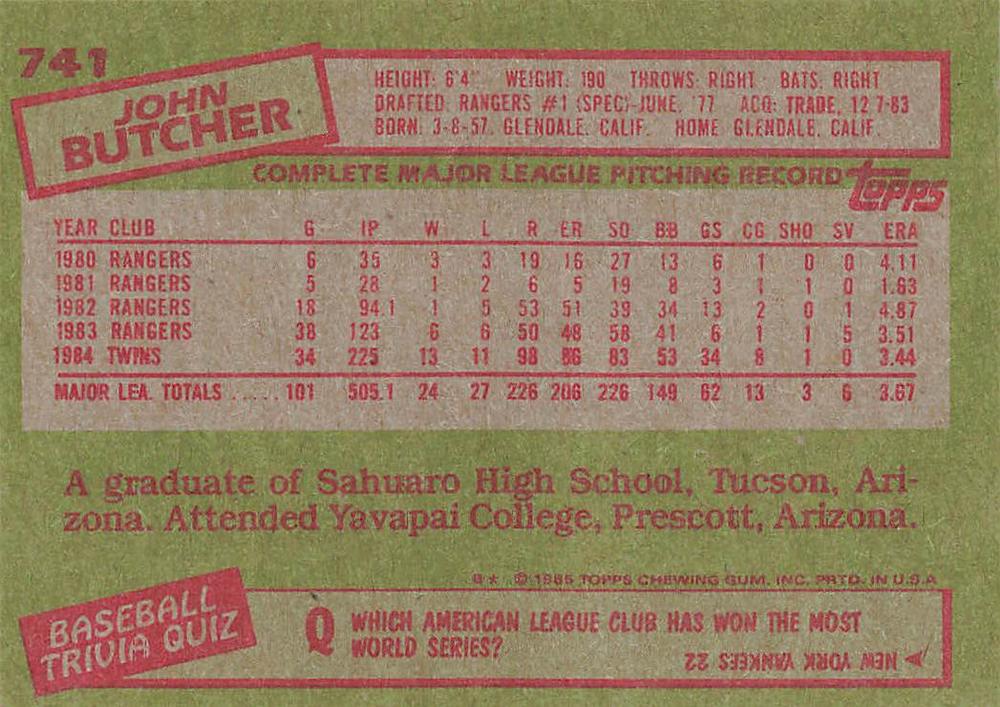 741
JOHN
BUTCHER
HEIGHT: 6'4" WEIGHT: 190 THROWS: RIGHT BATS: RIGHT
DRAFTED: RANGERS #1 (SPEC)-JUNE, '77 ACQ: TRADE, 12-7-83
BORN: 3-8-57, GLENDALE, CALIF. HOME GLENDALE, CALIF.
COMPLETE MAJOR LEAGUE PITCHING RECORD topps
YEAR CLUB G IP W L R ER SO BB GS CG SHO SV ERA
1980 RANGERS 6 35 3 3 19 16 27 13 6 1 0 0 4.11
1981 RANGERS 5 28 1 2 6 5 19 8 3 1 1 0 1.63
1982 RANGERS 18 94.1 1 5 53 51 39 34 13 2 0 1 4.87
1983 RANGERS 38 123 6 6 50 48 58 41 6 1 1 5 3.51
1984 TWINS 34 225 13 11 98 86 83 53 34 8 1 0 3.44
MAJOR LEA. TOTALS ..... 101 505.1 24 27 226 206 226 149 62 13 3 6 3.67
A graduate of Sahuaro High School, Tucson, Ari-
zona. Attended Yavapai College, Prescott, Arizona.
B* © 1985 TOPPS CHEWING GUM, INC. PRTD. IN U.S.A
BASEBALL
TRIVIA QUIZ
Q WHICH AMERICAN LEAGUE CLUB HAS WON THE MOST
WORLD SERIES?
NEW YORK YANKEES 22